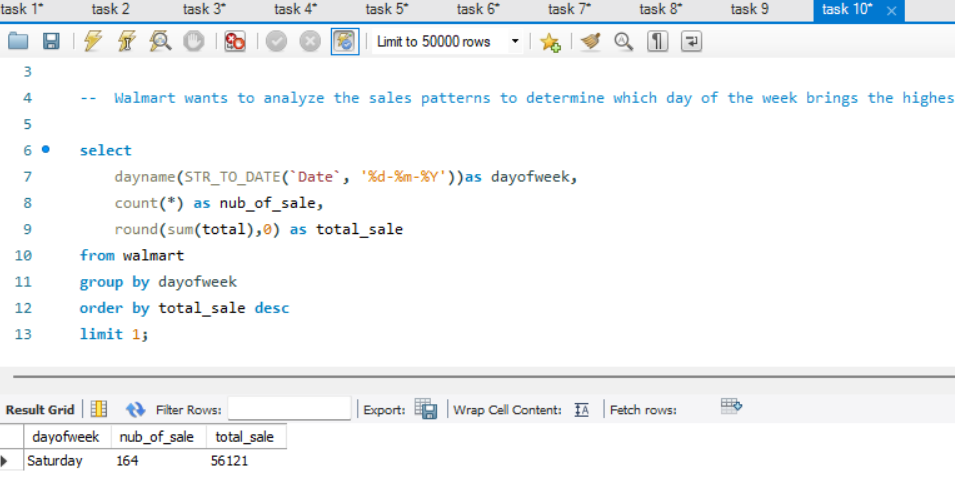 task 1* task 2 task 3* task 4* task 5* task 6* task 7* task 8* task 9 task 10*
Limit to 50000 rows
3
4 -- Walmart wants to analyze the sales patterns to determine which day of the week brings the highes
5
6 select
7 dayname(STR_TO_DATE(`Date`, '%d-%m-%Y'))as dayofweek,
8 count(*) as nub_of_sale,
9 round(sum(total),0) as total_sale
10 from walmart
11 group by dayofweek
12 order by total_sale desc
13 limit 1;
Result Grid Filter Rows: Export: Wrap Cell Content: Fetch rows:
dayofweek nub_of_sale total_sale
Saturday 164 56121